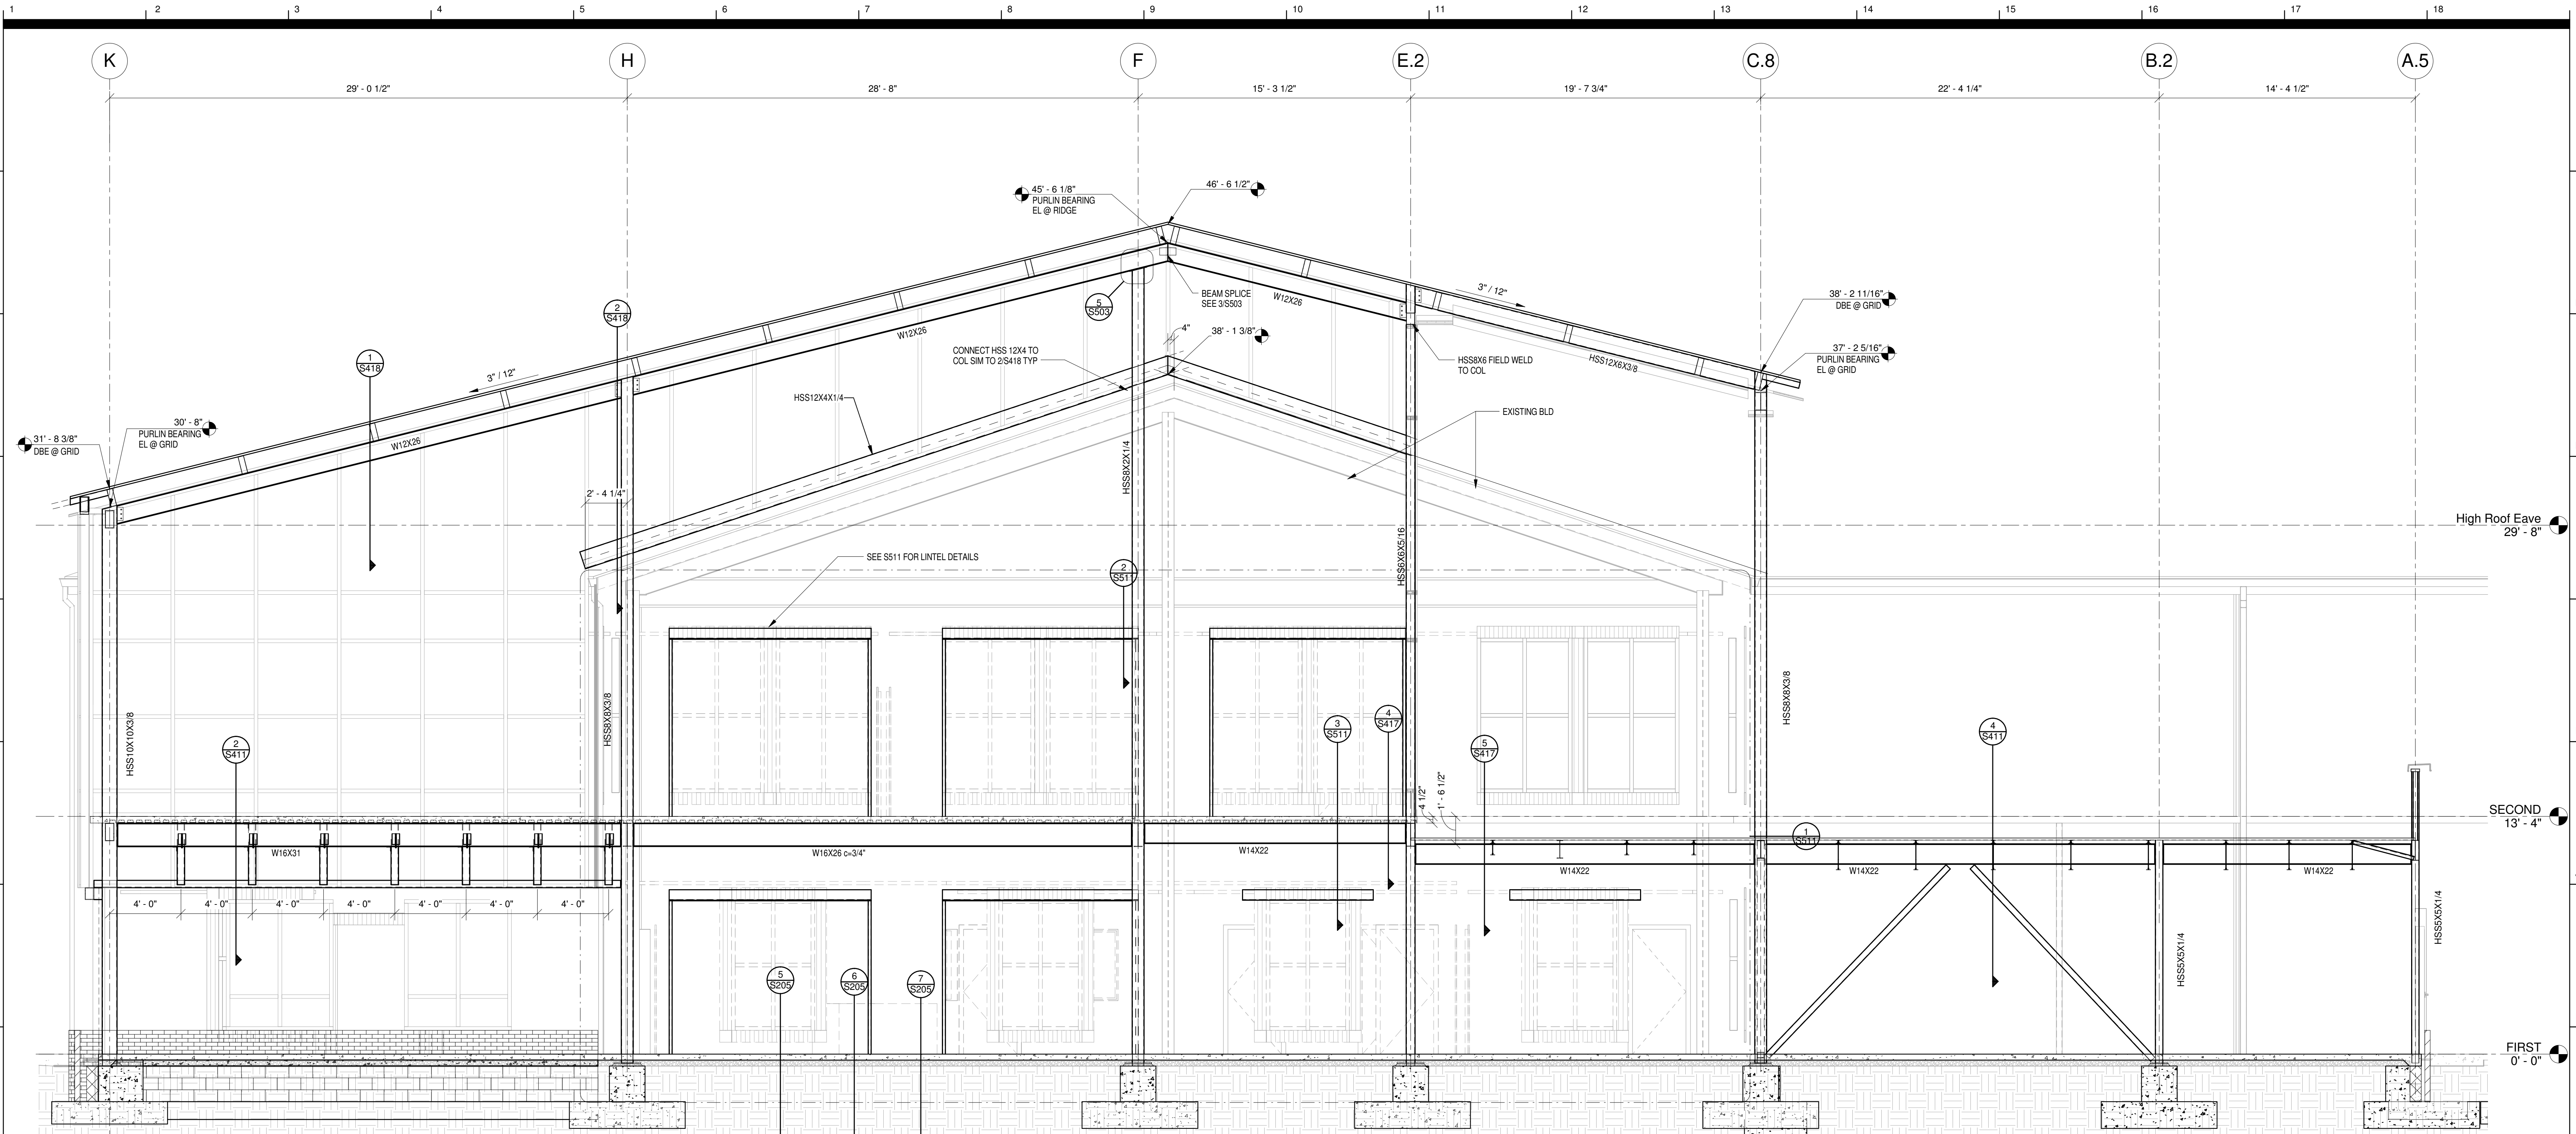 1 2 3 4 5 6 7 8 9 10 11 12 13 14 15 16 17 18
K H F E.2 C.8 B.2 A.5
29' - 0 1/2" 28' - 8" 15' - 3 1/2" 19' - 7 3/4" 22' - 4 1/4" 14' - 4 1/2"
45' - 6 1/8"
PURLIN BEARING
EL @ RIDGE
46' - 6 1/2"
BEAM SPLICE
SEE 3/S503
W12X26
3" / 12"
38' - 2 11/16"
DBE @ GRID
5
S503
2
S418
W12X26
4"
38' - 1 3/8"
CONNECT HSS 12X4 TO
COL SIM TO 2/S418 TYP
HSS8X6 FIELD WELD
TO COL
HSS12X6X3/8
37' - 2 5/16"
PURLIN BEARING
EL @ GRID
1
S418
3" / 12"
HSS12X4X1/4
EXISTING BLD
30' - 8"
PURLIN BEARING
EL @ GRID
31' - 8 3/8"
DBE @ GRID
W12X26
HSS8X2X1/4
2' - 4 1/4"
High Roof Eave
29' - 8"
SEE S511 FOR LINTEL DETAILS
HSS6X6X5/16
2
S511
HSS10X10X3/8
HSS8X8X3/8
HSS8X8X3/8
2
S411
3
S511
4
S417
5
S417
4
S411
4 1/2"
1' - 6 1/2"
SECOND
13' - 4"
1
S511
W16X31
W16X26 c=3/4"
W14X22
W14X22
W14X22
W14X22
4' - 0" 4' - 0" 4' - 0" 4' - 0" 4' - 0" 4' - 0" 4' - 0"
HSS5X5X1/4
HSS5X5X1/4
5
S205
6
S205
7
S205
FIRST
0' - 0"